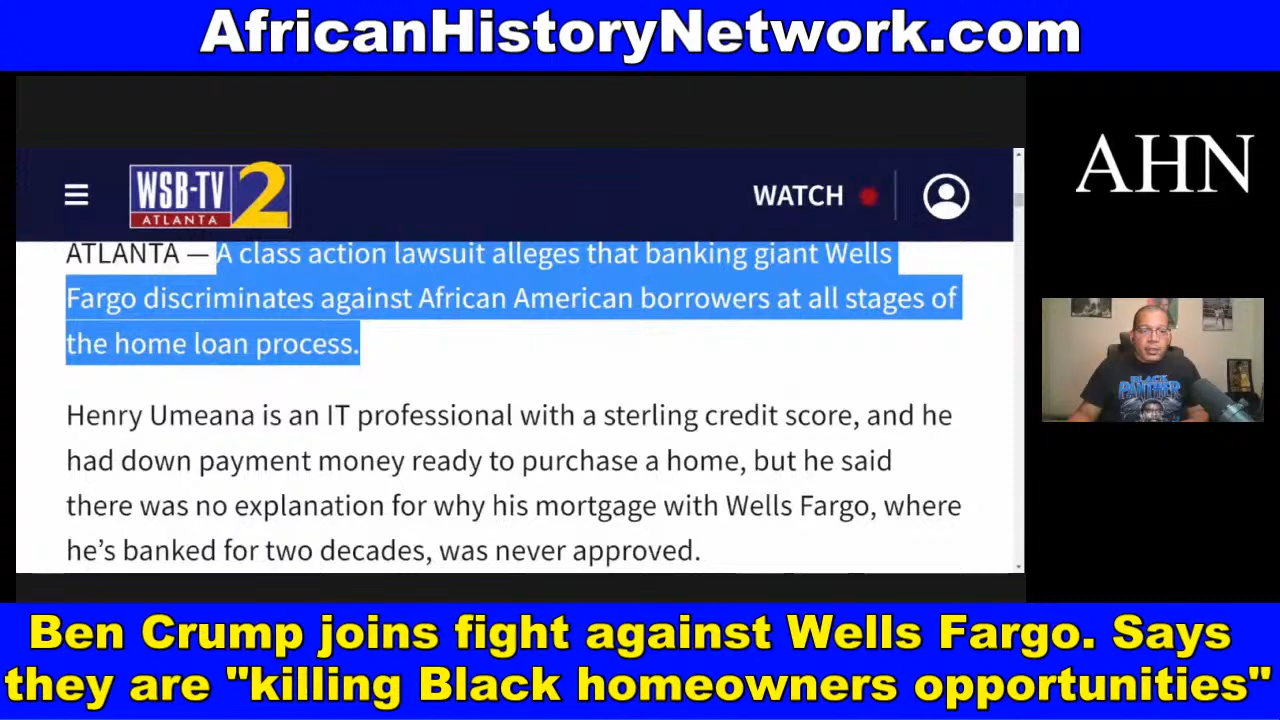 AfricanHistoryNetwork.com
WSB-TV 2
ATLANTA
WATCH
AHN
ATLANTA — A class action lawsuit alleges that banking giant Wells
Fargo discriminates against African American borrowers at all stages of
the home loan process.
Henry Umeana is an IT professional with a sterling credit score, and he
had down payment money ready to purchase a home, but he said
there was no explanation for why his mortgage with Wells Fargo, where
he’s banked for two decades, was never approved.
BLACK
PANTHER
Ben Crump joins fight against Wells Fargo. Says
they are "killing Black homeowners opportunities"